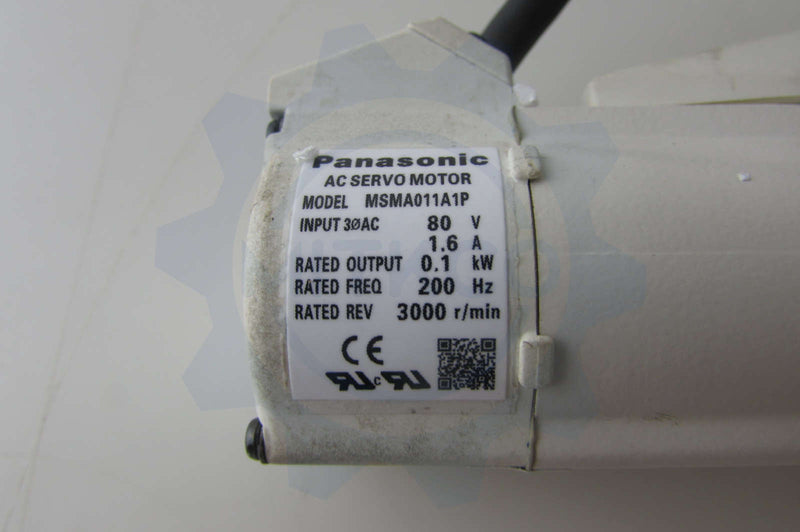 Panasonic
AC SERVO MOTOR
MODEL MSMA011A1P
INPUT 3øAC 80 V
1.6 A
RATED OUTPUT 0.1 kW
RATED FREQ 200 Hz
RATED REV 3000 r/min
CE